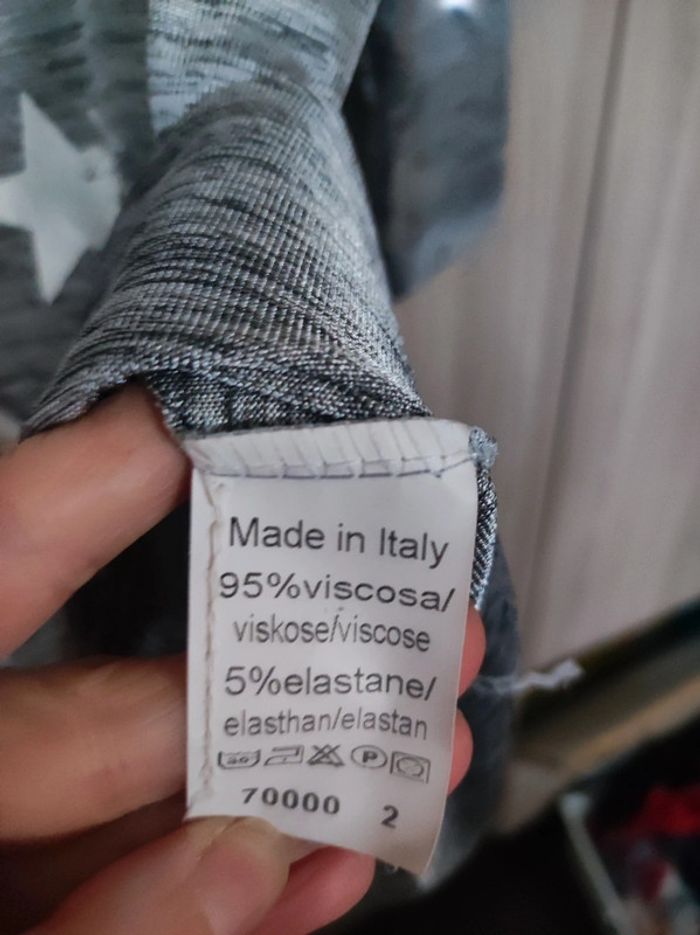 Made in Italy
95%viscosa/
viskose/viscose
5%elastane/
elasthan/elastan
P
70000 2